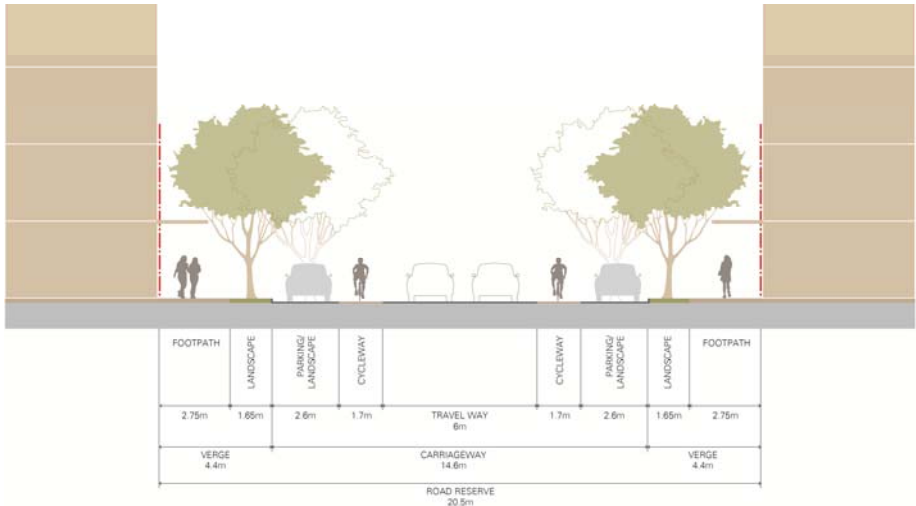 FOOTPATH
LANDSCAPE
PARKING/
LANDSCAPE
CYCLEWAY
CYCLEWAY
PARKING/
LANDSCAPE
LANDSCAPE
FOOTPATH
2.75m
1.65m
2.6m
1.7m
TRAVEL WAY
6m
1.7m
2.6m
1.65m
2.75m
VERGE
4.4m
CARRIAGEWAY
14.6m
VERGE
4.4m
ROAD RESERVE
20.5m